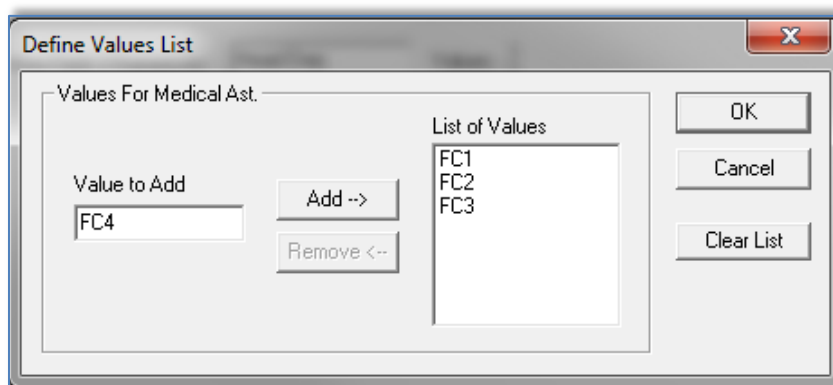 Define Values List
Values For Medical Ast.
Value to Add
FC4
Add -->
Remove <--
List of Values
FC1
FC2
FC3
OK
Cancel
Clear List